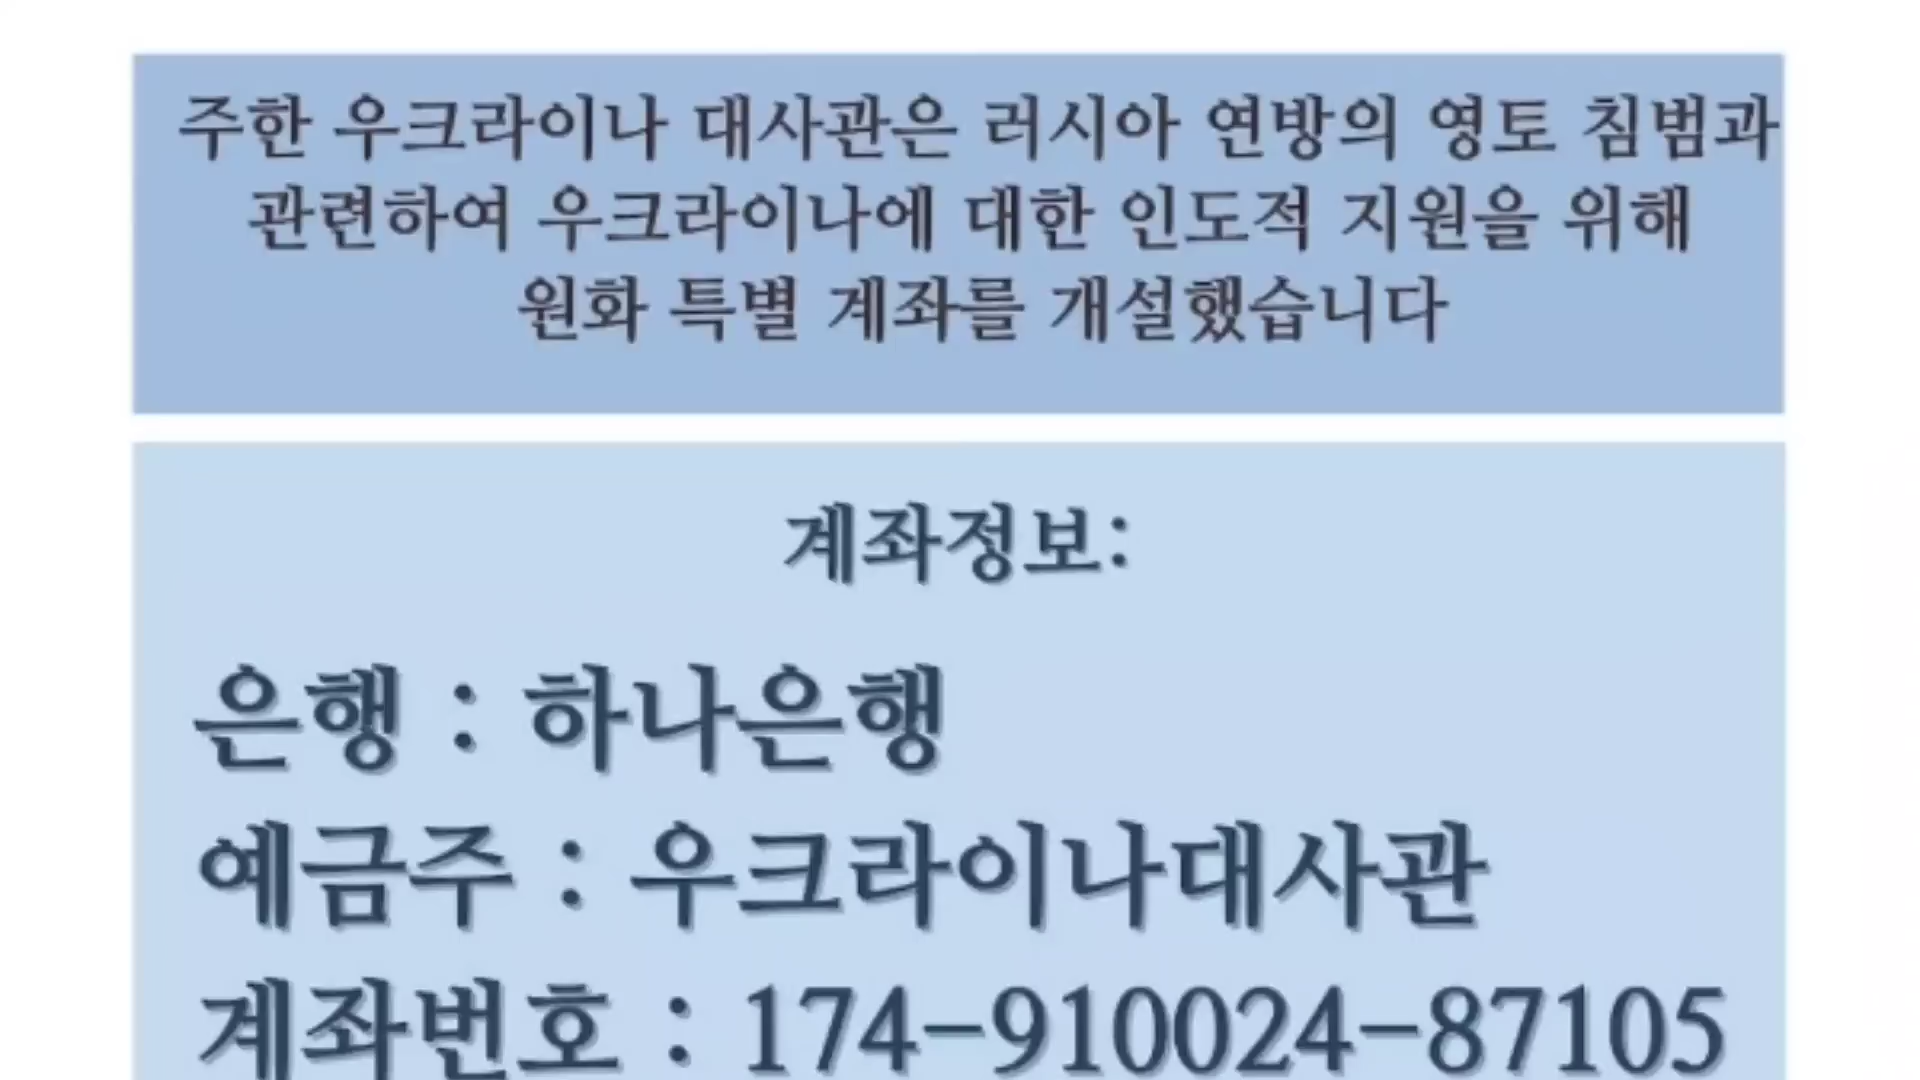 주한 우크라이나 대사관은 러시아 연방의 영토 침범과
관련하여 우크라이나에 대한 인도적 지원을 위해
원화 특별 계좌를 개설했습니다
계좌정보:
은행 : 하나은행
예금주 : 우크라이나대사관
계좌번호 : 174-910024-87105